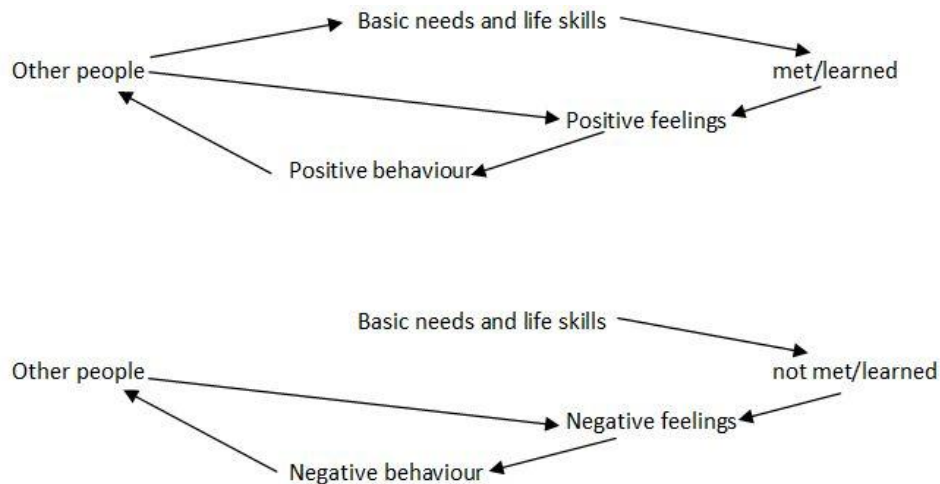 Basic needs and life skills
Other people
met/learned
Positive feelings
Positive behaviour
Basic needs and life skills
Other people
not met/learned
Negative feelings
Negative behaviour